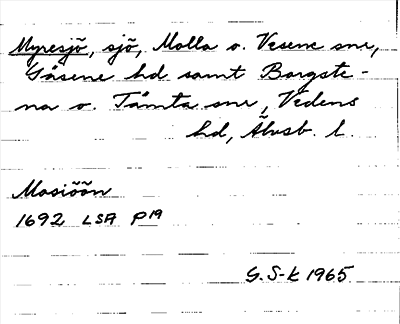 Myresjö, sjö, Molla o. Vesene snr,
Gäsene hd samt Borgste-
na o. Tämta snr, Vedens
hd, Älvsb. l.
Mosiöön
1692 LSA P19
G.S-K 1965